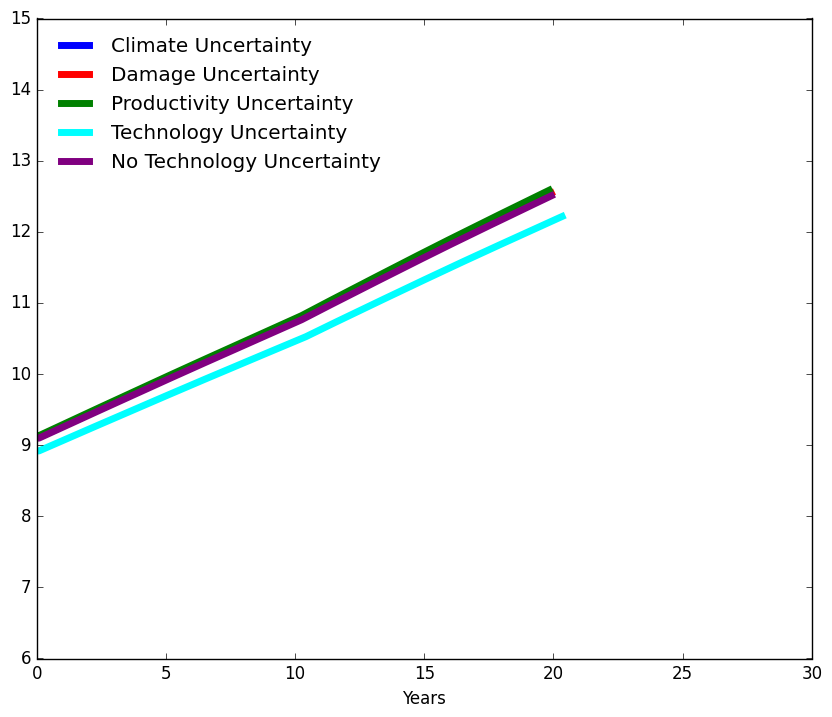 15
14
13
12
11
10
9
8
7
6
Climate Uncertainty
Damage Uncertainty
Productivity Uncertainty
Technology Uncertainty
No Technology Uncertainty
0 5 10 15 20 25 30
Years